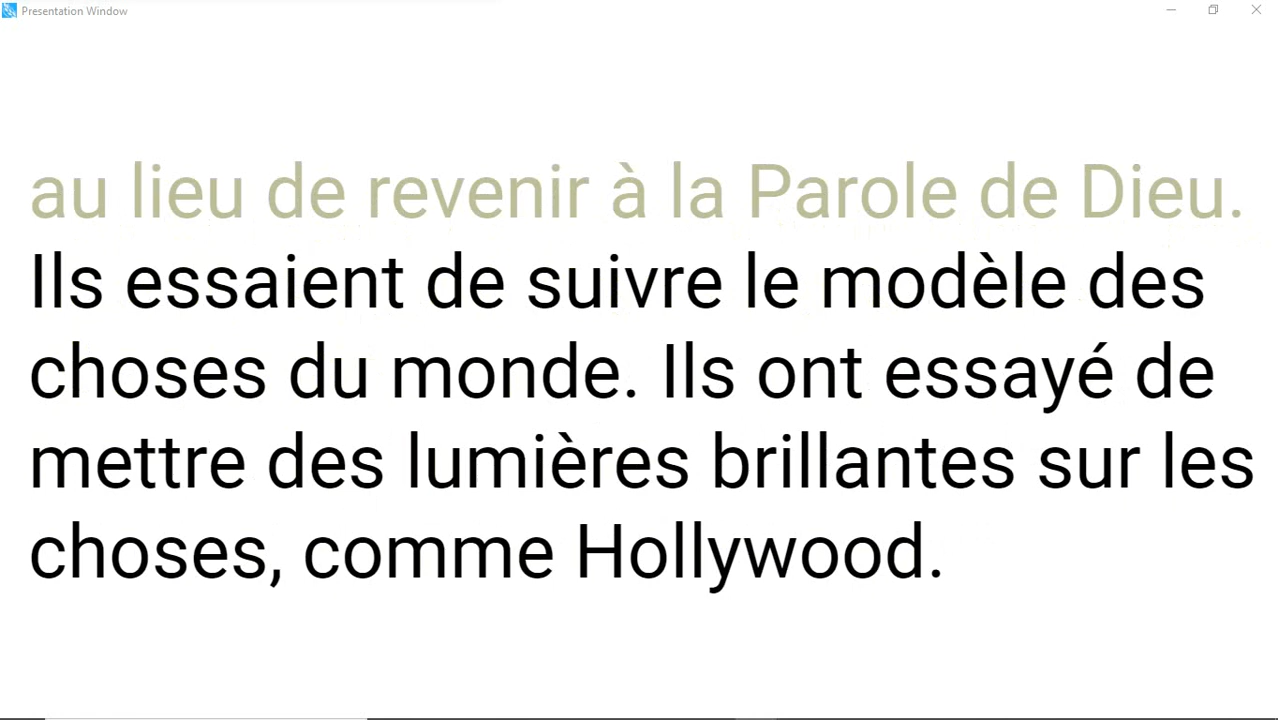 Presentation Window
au lieu de revenir à la Parole de Dieu.
Ils essaient de suivre le modèle des
choses du monde. Ils ont essayé de
mettre des lumières brillantes sur les
choses, comme Hollywood.